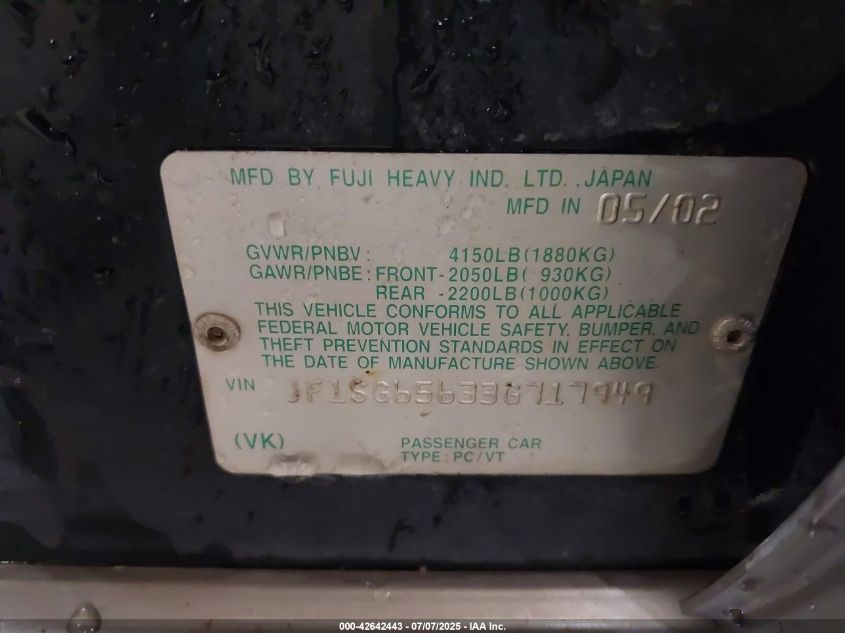 MFD BY FUJI HEAVY IND. LTD., JAPAN
MFD IN 05/02
GVWR/PNBV: 4150LB(1880KG)
GAWR/PNBE: FRONT-2050LB( 930KG)
REAR -2200LB(1000KG)
THIS VEHICLE CONFORMS TO ALL APPLICABLE
FEDERAL MOTOR VEHICLE SAFETY, BUMPER, AND
THEFT PREVENTION STANDARDS IN EFFECT ON
THE DATE OF MANUFACTURE SHOWN ABOVE.
VIN JF1SG65633G717949
(VK) PASSENGER CAR
TYPE: PC/VT
000-42642443 - 07/07/2025 - IAA Inc.